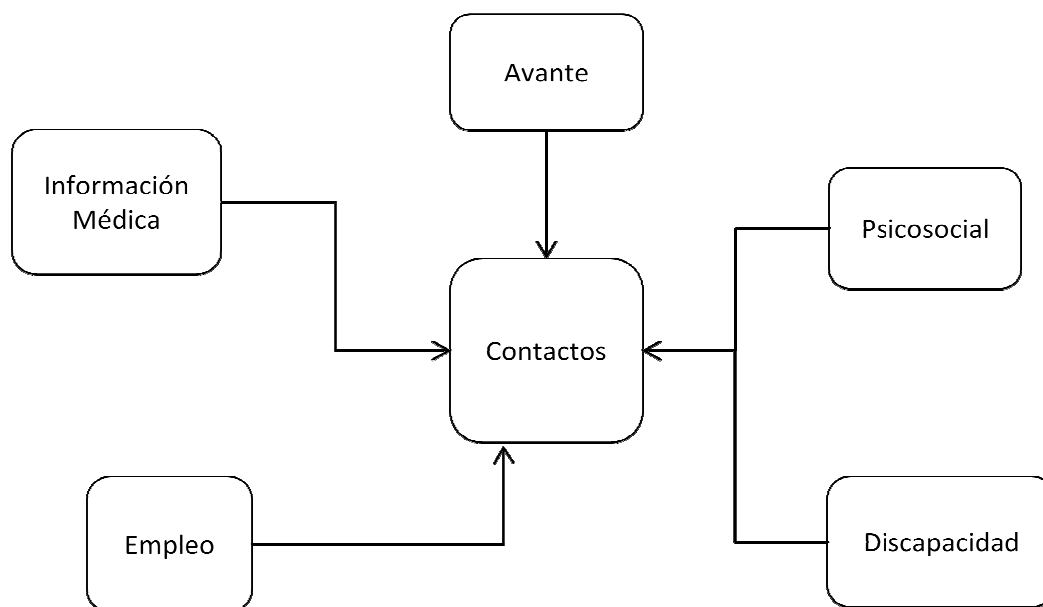 Avante
Información
Médica
Psicosocial
Contactos
Empleo
Discapacidad